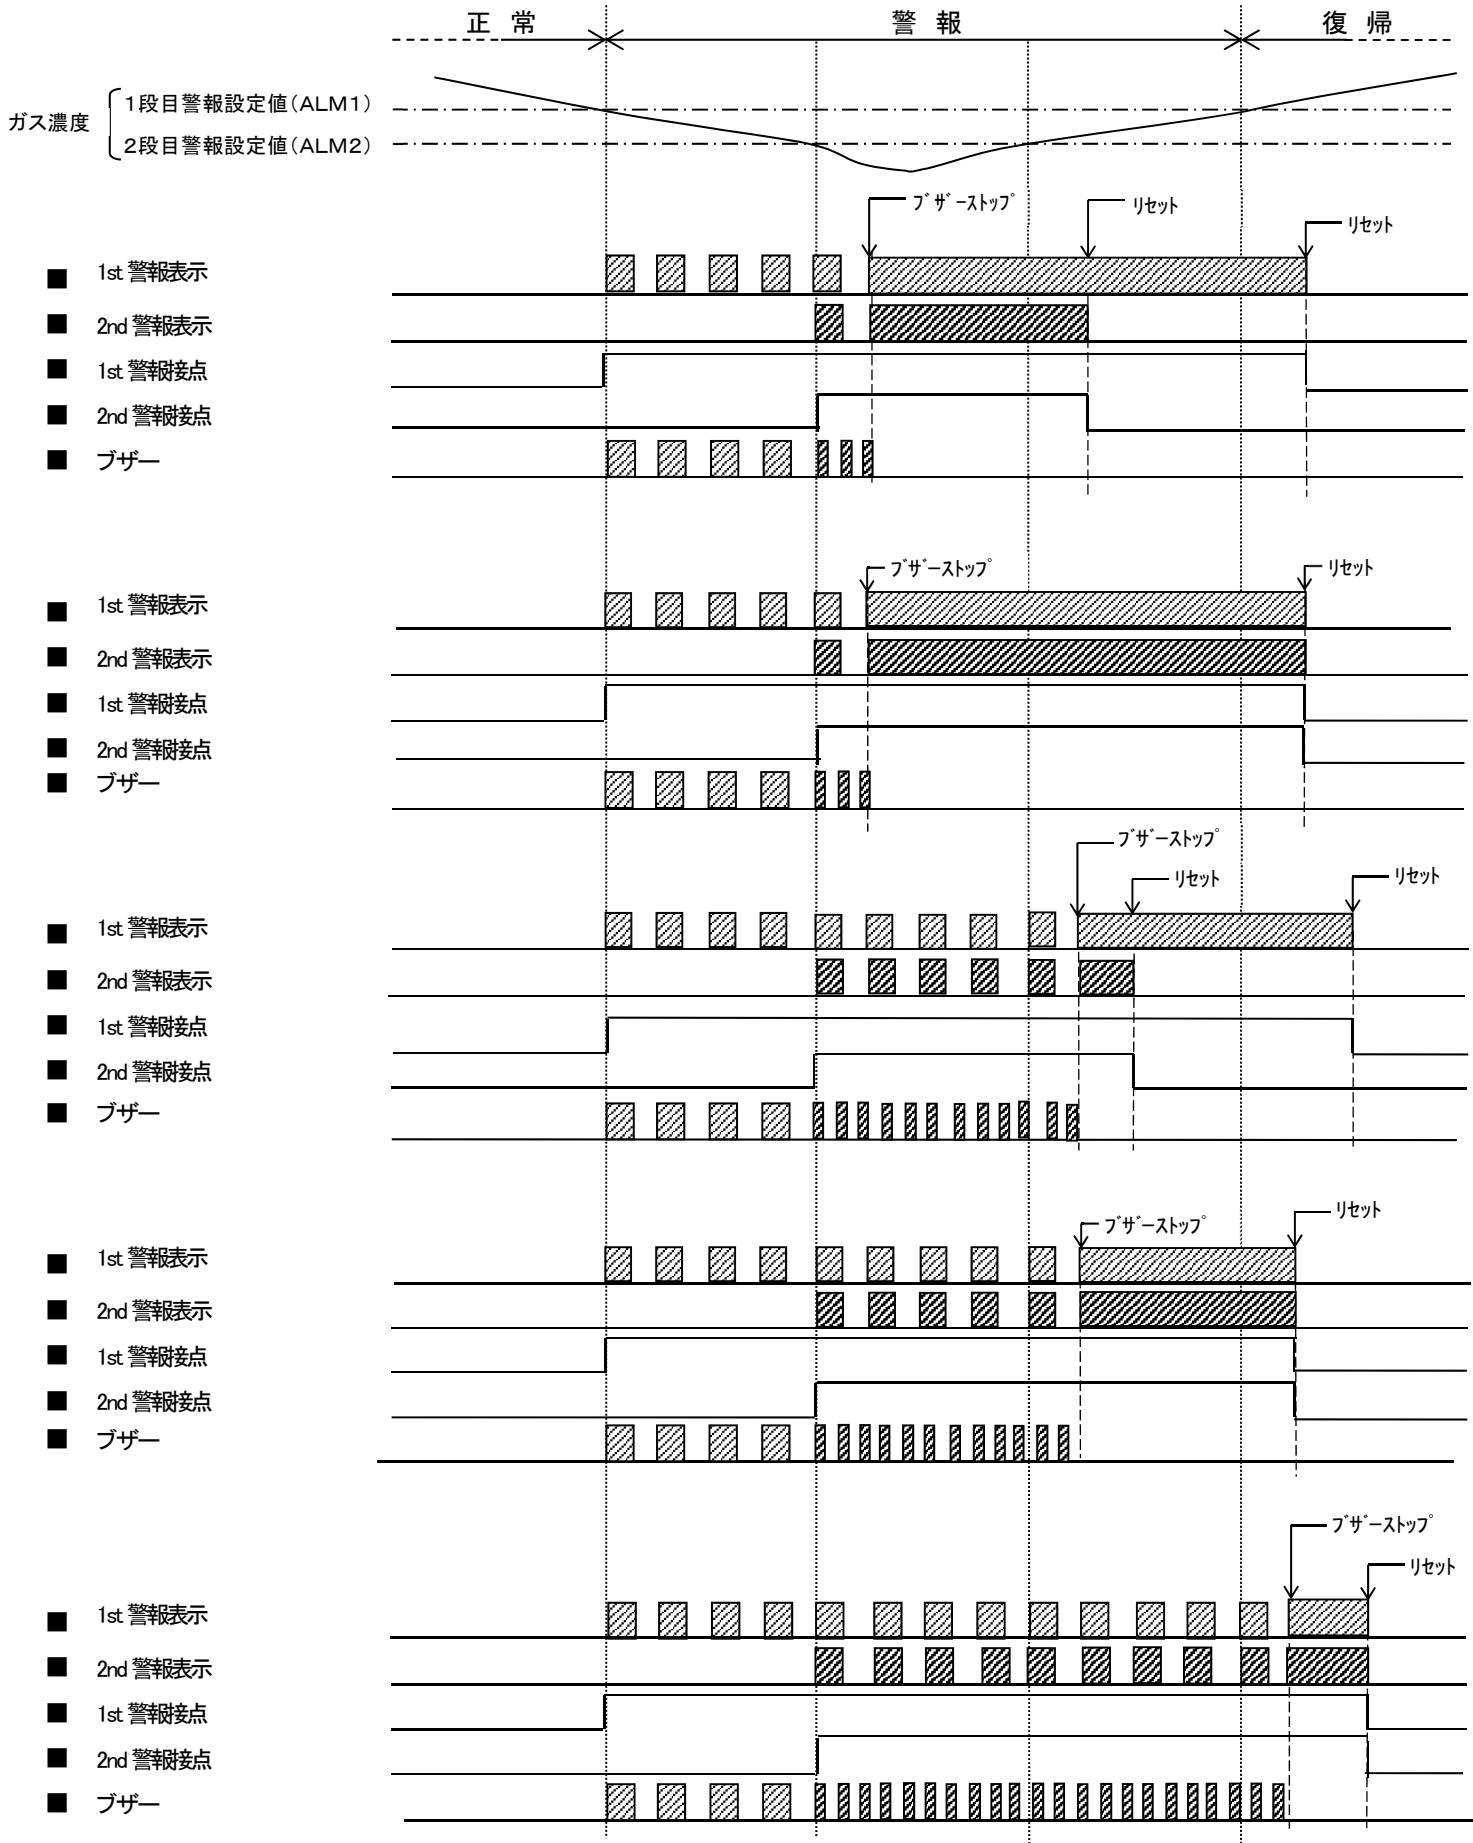 正 常
警 報
復 帰
ガス濃度
1段目警報設定値(ALM1)
2段目警報設定値(ALM2)
ﾌﾞｻﾞｰｽﾄｯﾌﾟ
ﾘｾｯﾄ
ﾘｾｯﾄ
■ 1st 警報表示
■ 2nd 警報表示
■ 1st 警報接点
■ 2nd 警報接点
■ ブザー
ﾌﾞｻﾞｰｽﾄｯﾌﾟ
ﾘｾｯﾄ
■ 1st 警報表示
■ 2nd 警報表示
■ 1st 警報接点
■ 2nd 警報接点
■ ブザー
ﾌﾞｻﾞｰｽﾄｯﾌﾟ
ﾘｾｯﾄ
ﾘｾｯﾄ
■ 1st 警報表示
■ 2nd 警報表示
■ 1st 警報接点
■ 2nd 警報接点
■ ブザー
ﾌﾞｻﾞｰｽﾄｯﾌﾟ
ﾘｾｯﾄ
■ 1st 警報表示
■ 2nd 警報表示
■ 1st 警報接点
■ 2nd 警報接点
■ ブザー
ﾌﾞｻﾞｰｽﾄｯﾌﾟ
ﾘｾｯﾄ
■ 1st 警報表示
■ 2nd 警報表示
■ 1st 警報接点
■ 2nd 警報接点
■ ブザー